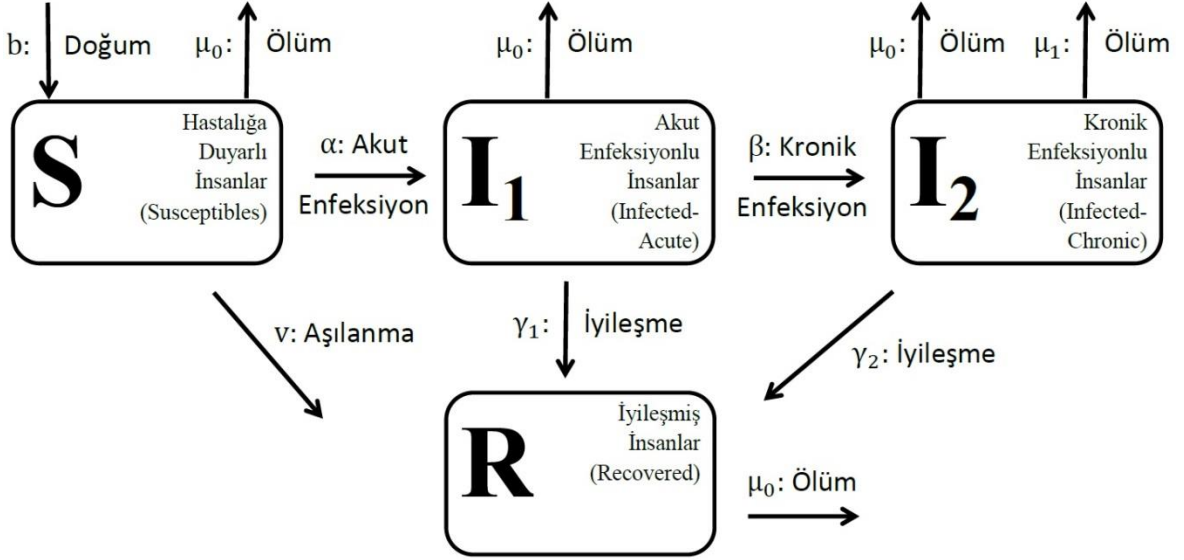 b: Doğum
μ₀: Ölüm
μ₀: Ölüm
μ₀: Ölüm
μ₁: Ölüm
S
Hastalığa
Duyarlı
İnsanlar
(Susceptibles)
α: Akut
Enfeksiyon
I₁
Akut
Enfeksiyonlu
İnsanlar
(Infected-
Acute)
β: Kronik
Enfeksiyon
I₂
Kronik
Enfeksiyonlu
İnsanlar
(Infected-
Chronic)
ν: Aşılanma
γ₁: İyileşme
γ₂: İyileşme
R
İyileşmiş
İnsanlar
(Recovered)
μ₀: Ölüm